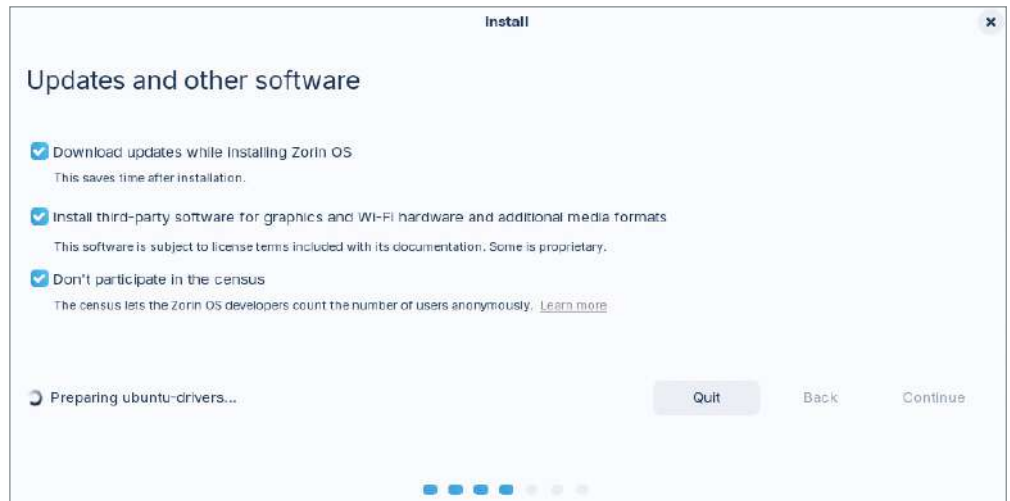 Install
Updates and other software
Download updates while installing Zorin OS
This saves time after installation.
Install third-party software for graphics and Wi-Fi hardware and additional media formats
This software is subject to license terms included with its documentation. Some is proprietary.
Don't participate in the census
The census lets the Zorin OS developers count the number of users anonymously. Learn more
Preparing ubuntu-drivers...
Quit
Back
Continue